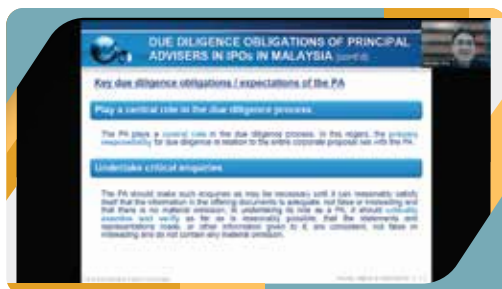 DUE DILIGENCE OBLIGATIONS OF PRINCIPAL
ADVISERS IN IPOs IN MALAYSIA (cont'd)
Key due diligence obligations / expectations of the PA
Play a central role in the due diligence process
The PA plays a central role in the due diligence process. In this regard, the primary
responsibility for due diligence in relation to the entire corporate proposal lies with the PA.
Undertake critical enquiries
The PA should make such enquiries as may be necessary until it can reasonably satisfy
itself that the information in the offering documents is adequate, not false or misleading and
that there is no material omission. In undertaking its role as a PA, it should critically
examine and verify as far as is reasonably possible, that the statements and
representations made, or other information given to it, are consistent, not false or
misleading and do not contain any material omission.